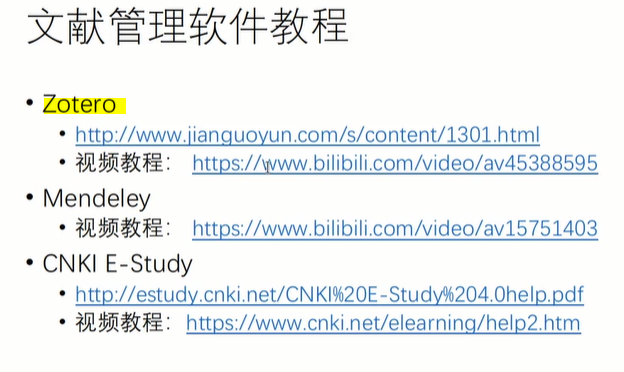 文献管理软件教程
• Zotero
• http://www.jianguoyun.com/s/content/1301.html
• 视频教程： https://www.bilibili.com/video/av45388595
• Mendeley
• 视频教程： https://www.bilibili.com/video/av15751403
• CNKI E-Study
• http://estudy.cnki.net/CNKI%20E-Study%204.0help.pdf
• 视频教程：https://www.cnki.net/elearning/help2.htm